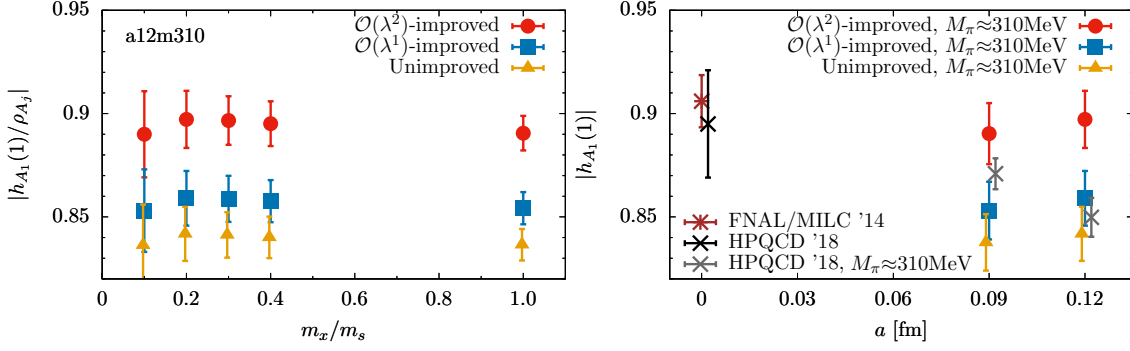 0.95
0.9
0.85
|h_{A_1}(1)/ρ_{A_j}|
a12m310
O(λ²)-improved
O(λ¹)-improved
Unimproved
0 0.2 0.4 0.6 0.8 1.0
m_x/m_s
0.95
0.9
0.85
|h_{A_1}(1)|
O(λ²)-improved, M_π≈310MeV
O(λ¹)-improved, M_π≈310MeV
Unimproved, M_π≈310MeV
FNAL/MILC '14
HPQCD '18
HPQCD '18, M_π≈310MeV
0 0.03 0.06 0.09 0.12
a [fm]